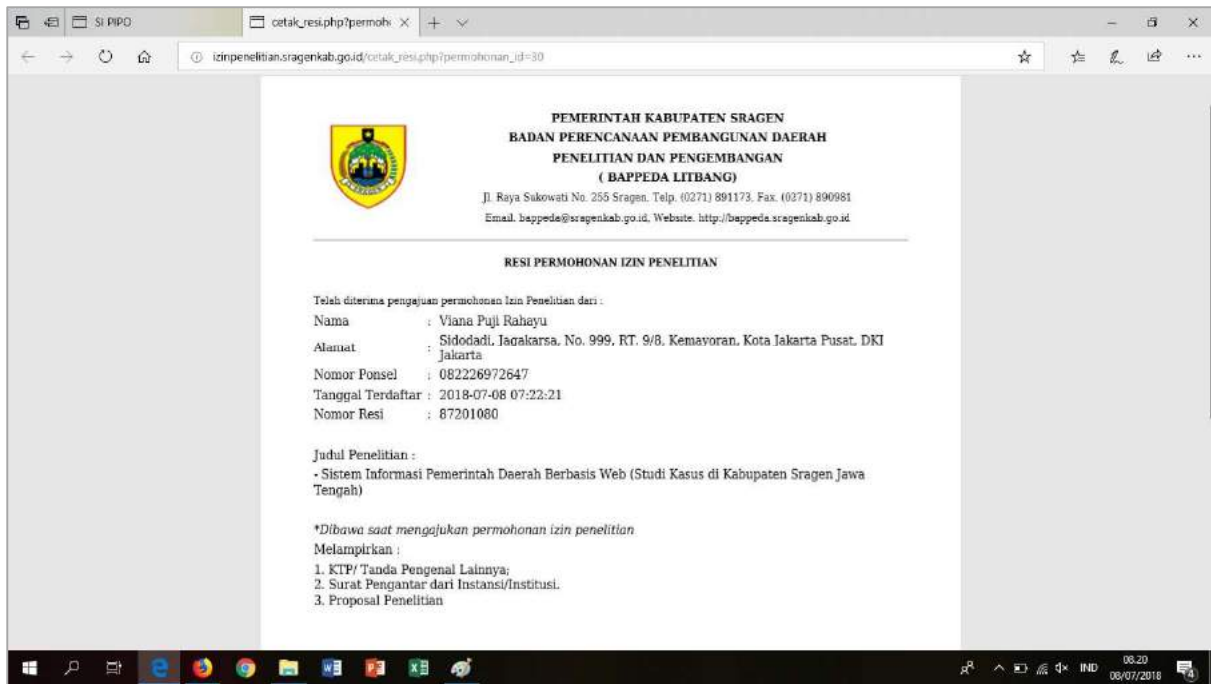 SI PIPO
cetak_resi.php?permoh
izinpenelitian.sragenkab.go.id/cetak_resi.php?permohonan_id=30
PEMERINTAH KABUPATEN SRAGEN
BADAN PERENCANAAN PEMBANGUNAN DAERAH
PENELITIAN DAN PENGEMBANGAN
( BAPPEDA LITBANG)
Jl. Raya Sukowati No. 255 Sragen. Telp. (0271) 891173, Fax. (0271) 890981
Email. bappeda@sragenkab.go.id, Website. http://bappeda.sragenkab.go.id
RESI PERMOHONAN IZIN PENELITIAN
Telah diterima pengajuan permohonan Izin Penelitian dari :
Nama : Viana Puji Rahayu
Alamat : Sidodadi, Jagakarsa, No. 999, RT. 9/8, Kemayoran, Kota Jakarta Pusat, DKI
Jakarta
Nomor Ponsel : 082226972647
Tanggal Terdaftar : 2018-07-08 07:22:21
Nomor Resi : 87201080
Judul Penelitian :
- Sistem Informasi Pemerintah Daerah Berbasis Web (Studi Kasus di Kabupaten Sragen Jawa
Tengah)
*Dibawa saat mengajukan permohonan izin penelitian
Melampirkan :
1. KTP/ Tanda Pengenal Lainnya;
2. Surat Pengantar dari Instansi/Institusi.
3. Proposal Penelitian
IND
08.20
08/07/2018